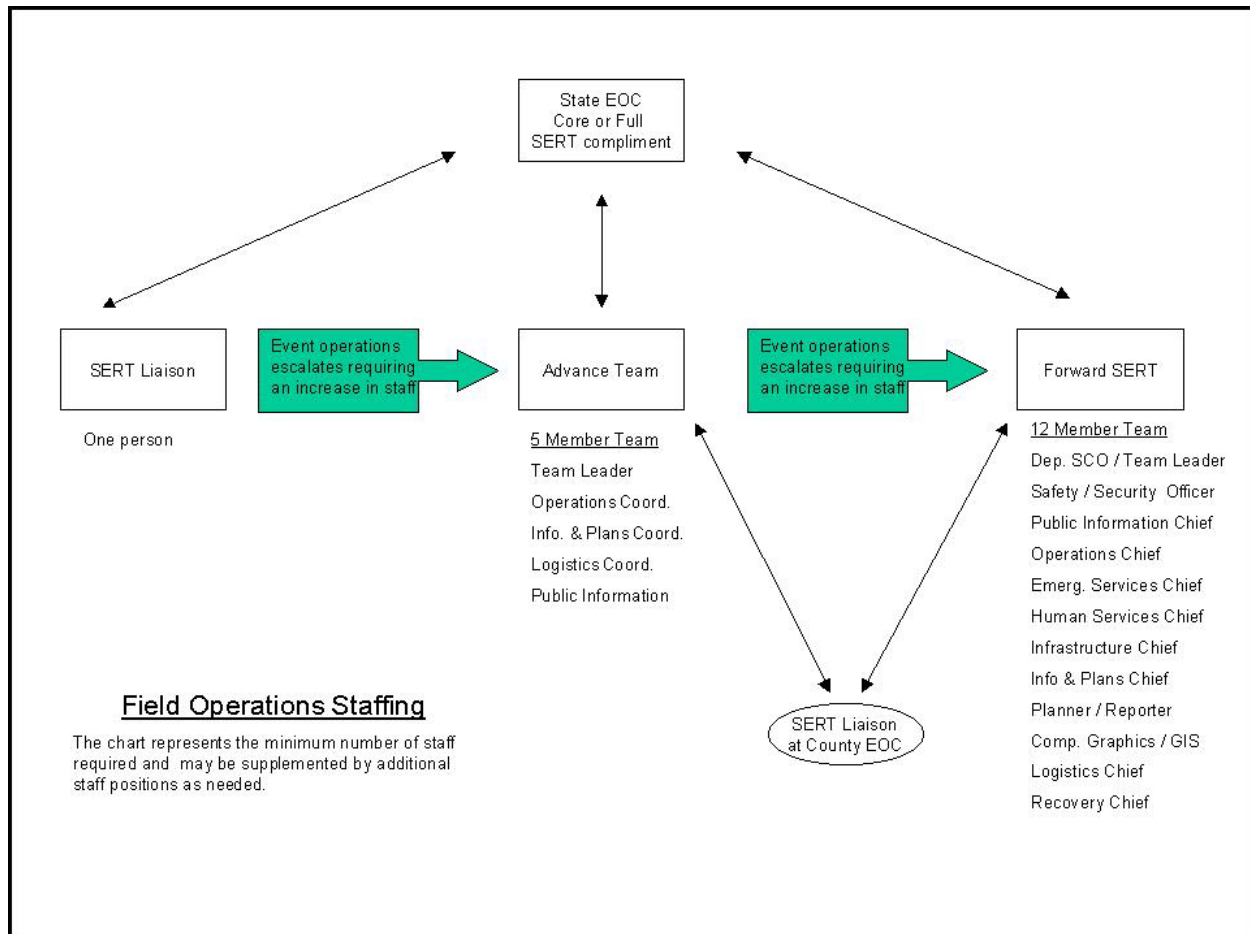 State EOC
Core or Full
SERT compliment
SERT Liaison
Event operations
escalates requiring
an increase in staff
Advance Team
Event operations
escalates requiring
an increase in staff
Forward SERT
One person
5 Member Team
Team Leader
Operations Coord.
Info. & Plans Coord.
Logistics Coord.
Public Information
12 Member Team
Dep. SCO / Team Leader
Safety / Security Officer
Public Information Chief
Operations Chief
Emerg. Services Chief
Human Services Chief
Infrastructure Chief
Info & Plans Chief
Planner / Reporter
Comp. Graphics / GIS
Logistics Chief
Recovery Chief
SERT Liaison
at County EOC
Field Operations Staffing
The chart represents the minimum number of staff
required and may be supplemented by additional
staff positions as needed.